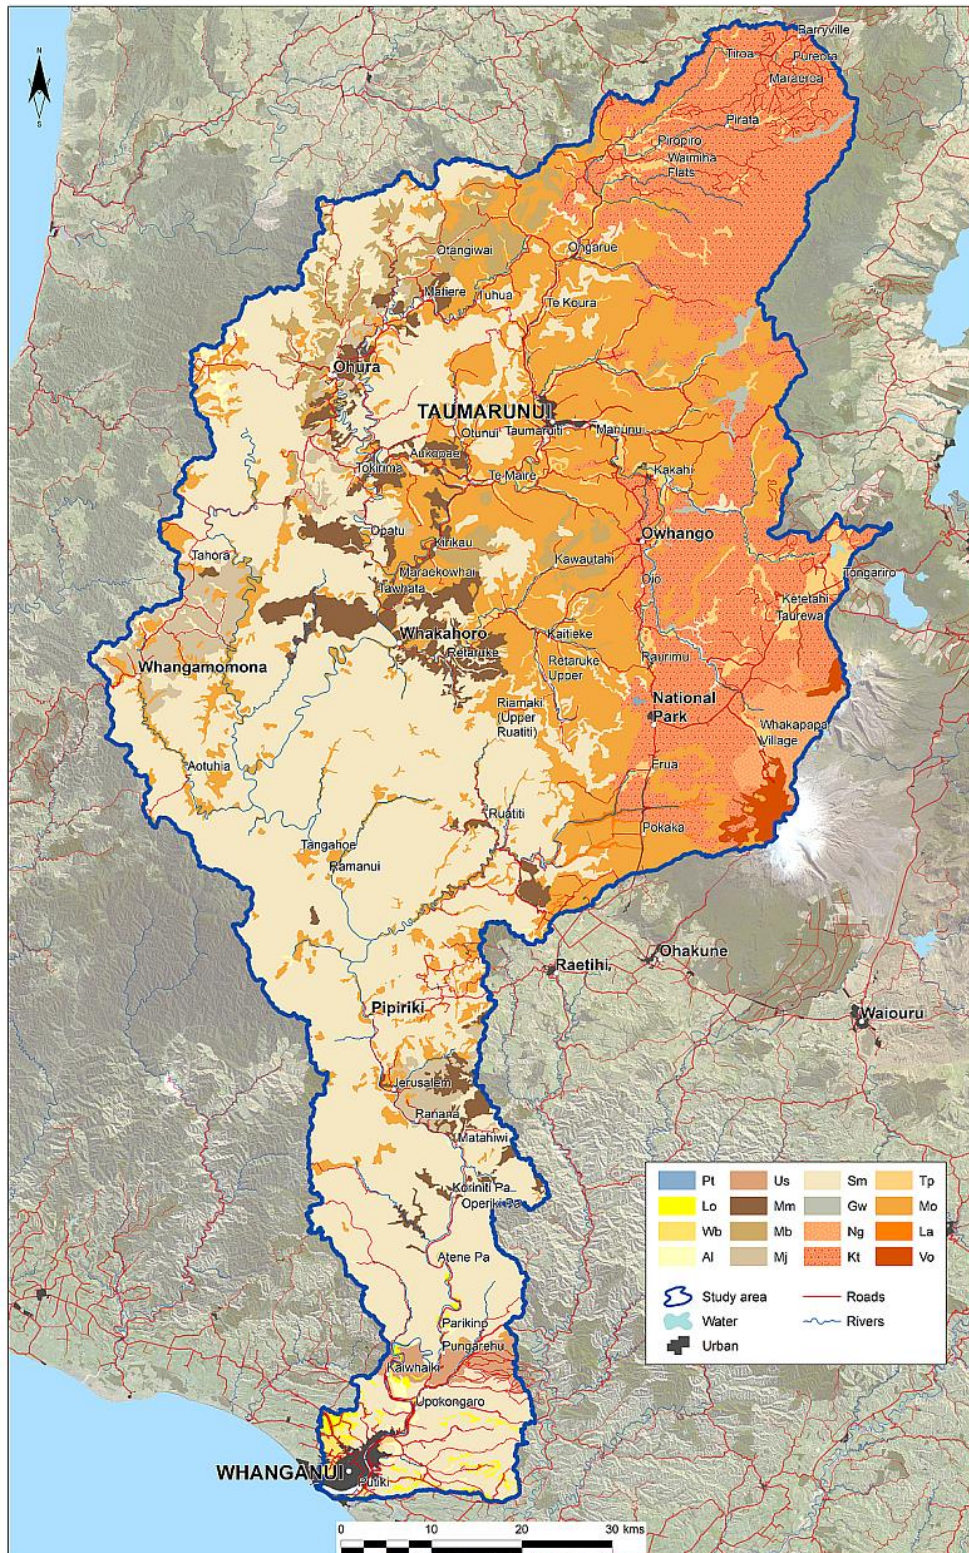 N
S
Barryville
Tiroa
Pureora
Maraeroa
Pirata
Piropiro
Waimiha
Flats
Otangiwai
Ongarue
Matiere
Tuhua
Te Koura
Ohura
TAUMARUNUI
Otunui
Taumaruiti
Manunui
Aukopae
Tokirima
Te Maire
Kakahi
Opatu
Kirikau
Owhango
Tahora
Kawautahi
Maraekowhai
Oio
Tongariro
Tawhata
Ketetahi
Taurewa
Whakahoro
Kaitieke
Retaruke
Raurimu
Whangamomona
Retaruke
Upper
Riamaki
(Upper
Ruatiti)
National
Park
Whakapapa
Village
Aotuhia
Erua
Ruatiti
Pokaka
Tangahoe
Ramanui
Ohakune
Raetihi
Pipiriki
Waiouru
Jerusalem
Ranana
Matahiwi
Koriniti Pa
Operiki Pa
Atene Pa
Parikino
Pungarehu
Kaiwhaiki
Upokongaro
WHANGANUI
Putiki
Pt Us Sm Tp
Lo Mm Gw Mo
Wb Mb Ng La
Al Mj Kt Vo
Study area Roads
Water Rivers
Urban
0 10 20 30 kms